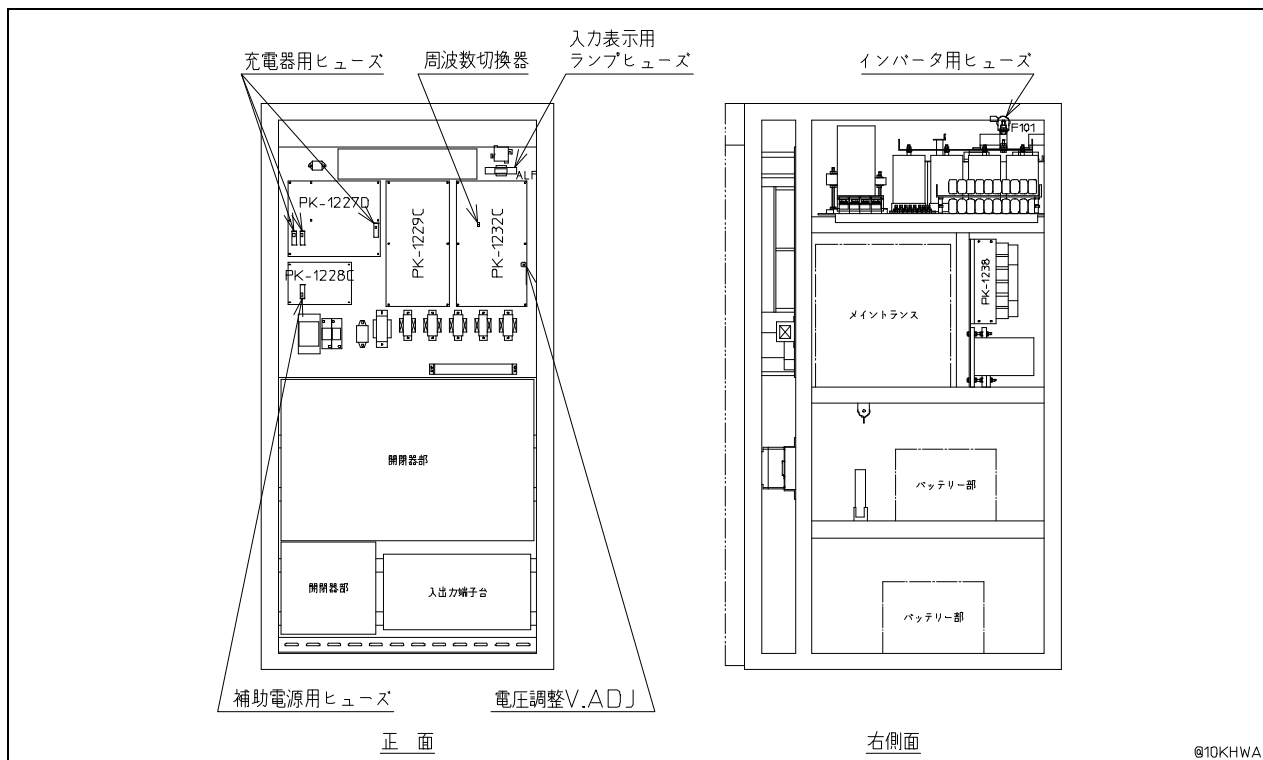 充電器用ヒューズ
周波数切換器
入力表示用
ランプヒューズ
インバータ用ヒューズ
F101
ALF
PK-1227D
PK-1229C
PK-1232C
PK-1228C
PK-1238
メイントランス
開閉器部
バッテリー部
開閉器部
入出力端子台
バッテリー部
補助電源用ヒューズ
電圧調整V.ADJ
正 面
右側面
@10KHWA